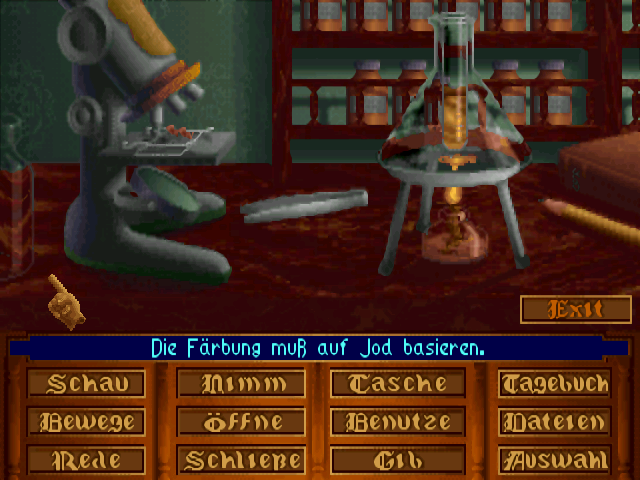 Exit
Die Färbung muß auf Jod basieren.
Schau Nimm Tasche Tagebuch
Bewege Öffne Benutze Dateien
Rede Schließe Gib Auswahl